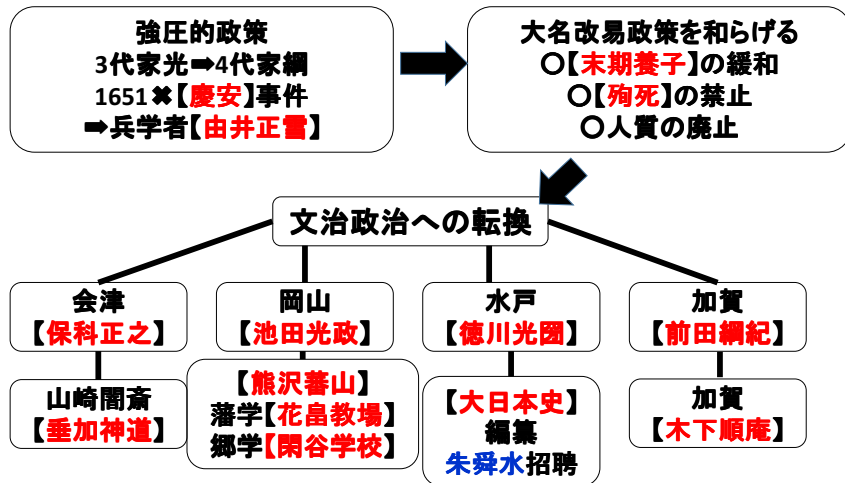 強圧的政策
3代家光➡4代家綱
1651✖【慶安】事件
➡兵学者【由井正雪】
大名改易政策を和らげる
〇【末期養子】の緩和
〇【殉死】の禁止
〇人質の廃止
文治政治への転換
会津
【保科正之】
岡山
【池田光政】
水戸
【徳川光圀】
加賀
【前田綱紀】
山崎闇斎
【垂加神道】
【熊沢蕃山】
藩学【花畠教場】
郷学【閑谷学校】
【大日本史】
編纂
朱舜水招聘
加賀
【木下順庵】